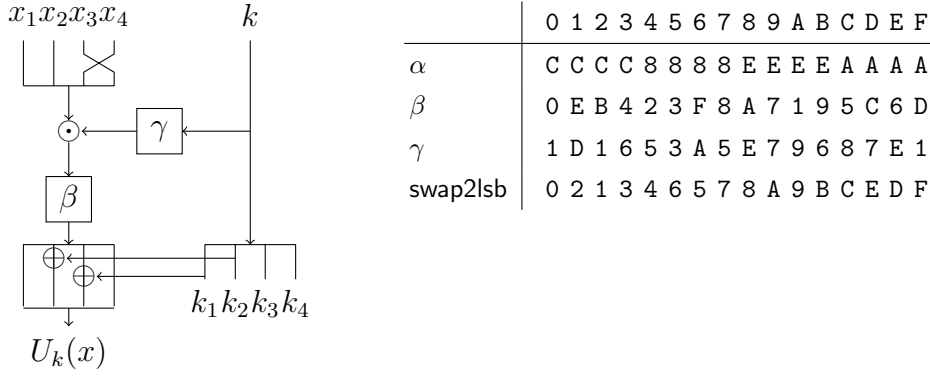 x₁x₂x₃x₄
k
γ
β
k₁k₂k₃k₄
Uₖ(x)
0 1 2 3 4 5 6 7 8 9 A B C D E F
α C C C C 8 8 8 8 E E E E A A A A
β 0 E B 4 2 3 F 8 A 7 1 9 5 C 6 D
γ 1 D 1 6 5 3 A 5 E 7 9 6 8 7 E 1
swap2lsb 0 2 1 3 4 6 5 7 8 A 9 B C E D F